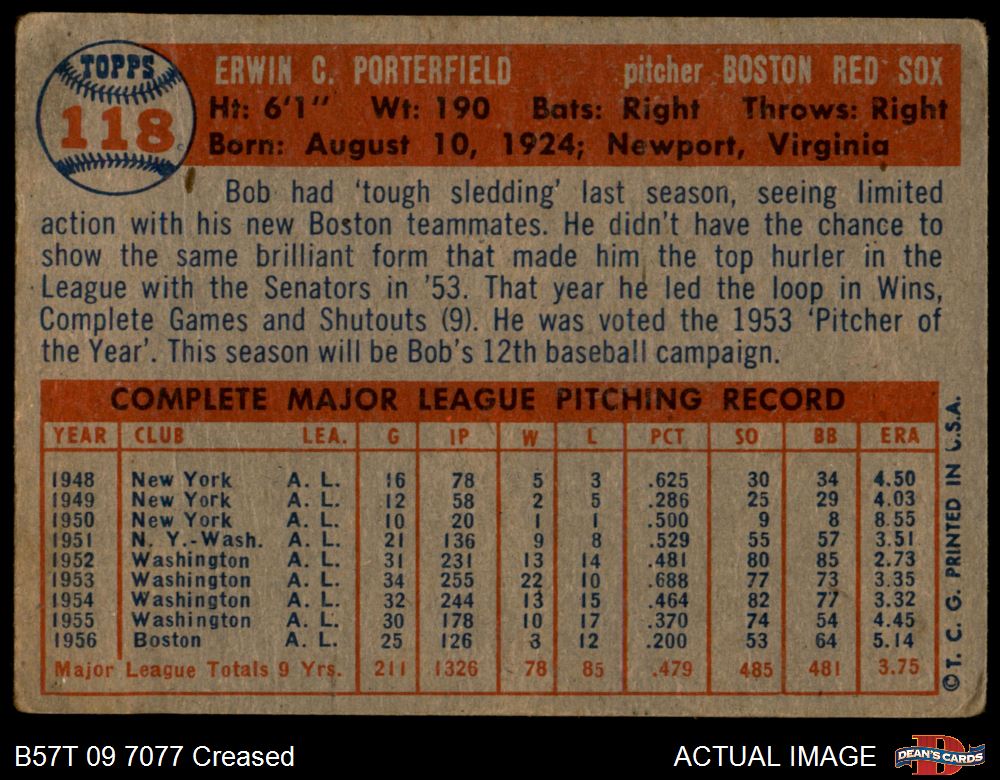 TOPPS
118
ERWIN C. PORTERFIELD pitcher BOSTON RED SOX
Ht: 6'1" Wt: 190 Bats: Right Throws: Right
Born: August 10, 1924; Newport, Virginia
Bob had 'tough sledding' last season, seeing limited
action with his new Boston teammates. He didn't have the chance to
show the same brilliant form that made him the top hurler in the
League with the Senators in '53. That year he led the loop in Wins,
Complete Games and Shutouts (9). He was voted the 1953 'Pitcher of
the Year'. This season will be Bob's 12th baseball campaign.
COMPLETE MAJOR LEAGUE PITCHING RECORD
YEAR CLUB LEA. G IP W L PCT SO BB ERA
1948 New York A. L. 16 78 5 3 .625 30 34 4.50
1949 New York A. L. 12 58 2 5 .286 25 29 4.03
1950 New York A. L. 10 20 1 1 .500 9 8 8.55
1951 N. Y.-Wash. A. L. 21 136 9 8 .529 55 57 3.51
1952 Washington A. L. 31 231 13 14 .481 80 85 2.73
1953 Washington A. L. 34 255 22 10 .688 77 73 3.35
1954 Washington A. L. 32 244 13 15 .464 82 77 3.32
1955 Washington A. L. 30 178 10 17 .370 74 54 4.45
1956 Boston A. L. 25 126 3 12 .200 53 64 5.14
Major League Totals 9 Yrs. 211 1326 78 85 .479 485 481 3.75
©T. C. G. PRINTED IN U.S.A.
B57T 09 7077 Creased
ACTUAL IMAGE
DEAN'S CARDS